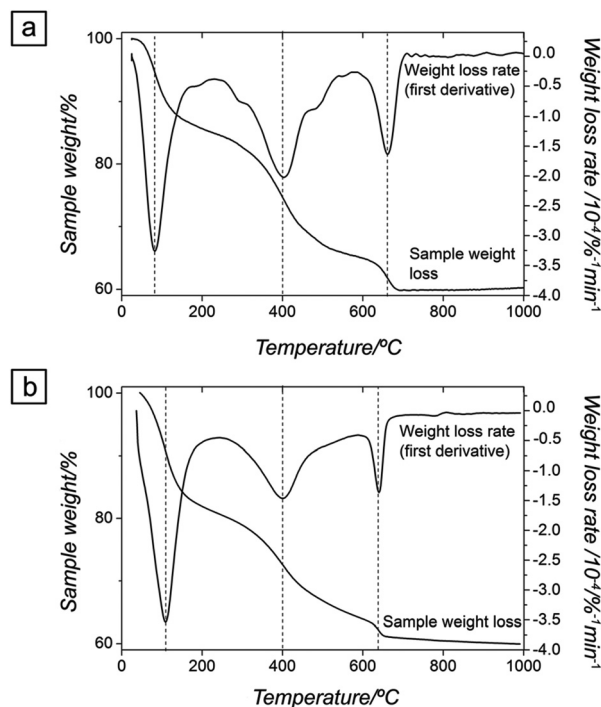 a
100
80
60
Sample weight/%
0.0
-0.5
-1.0
-1.5
-2.0
-2.5
-3.0
-3.5
-4.0
Weight loss rate /10⁻⁴/%⁻¹min⁻¹
Weight loss rate
(first derivative)
Sample weight
loss
0 200 400 600 800 1000
Temperature/ºC
b
100
80
60
Sample weight/%
0.0
-0.5
-1.0
-1.5
-2.0
-2.5
-3.0
-3.5
-4.0
Weight loss rate /10⁻⁴/%⁻¹min⁻¹
Weight loss rate
(first derivative)
Sample weight loss
0 200 400 600 800 1000
Temperature/ºC